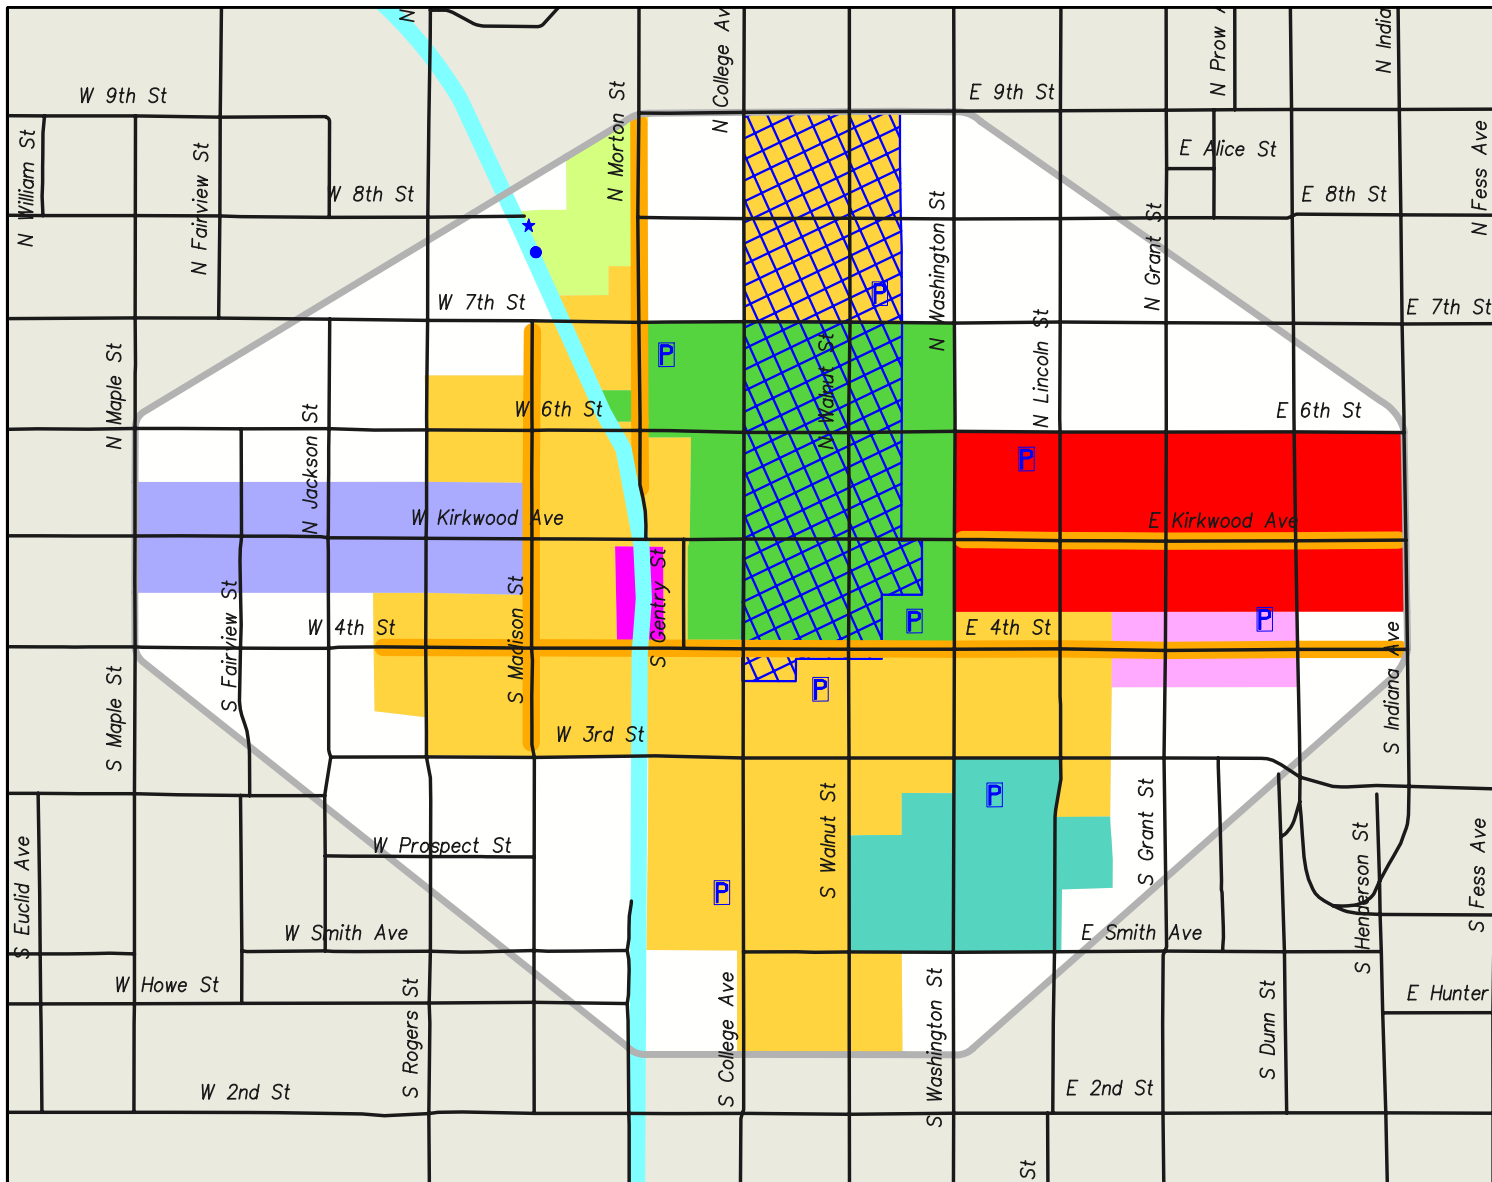 N
N College Av
N Prow A
N India
W 9th St
E 9th St
N William St
N Fairview St
N Morton St
E Alice St
N Fess Ave
W 8th St
E 8th St
N Washington St
N Grant St
P
W 7th St
E 7th St
N Maple St
P
N Walnut St
N Lincoln St
W 6th St
E 6th St
N Jackson St
P
W Kirkwood Ave
E Kirkwood Ave
S Fairview St
S Madison St
S Gentry St
W 4th St
P
E 4th St
P
S Maple St
P
S Indiana Ave
W 3rd St
P
S Walnut St
S Grant St
S Euclid Ave
W Prospect St
S Henderson St
S Fess Ave
P
W Smith Ave
E Smith Ave
W Howe St
S Rogers St
S College Ave
S Washington St
S Dunn St
E Hunter
W 2nd St
E 2nd St
St